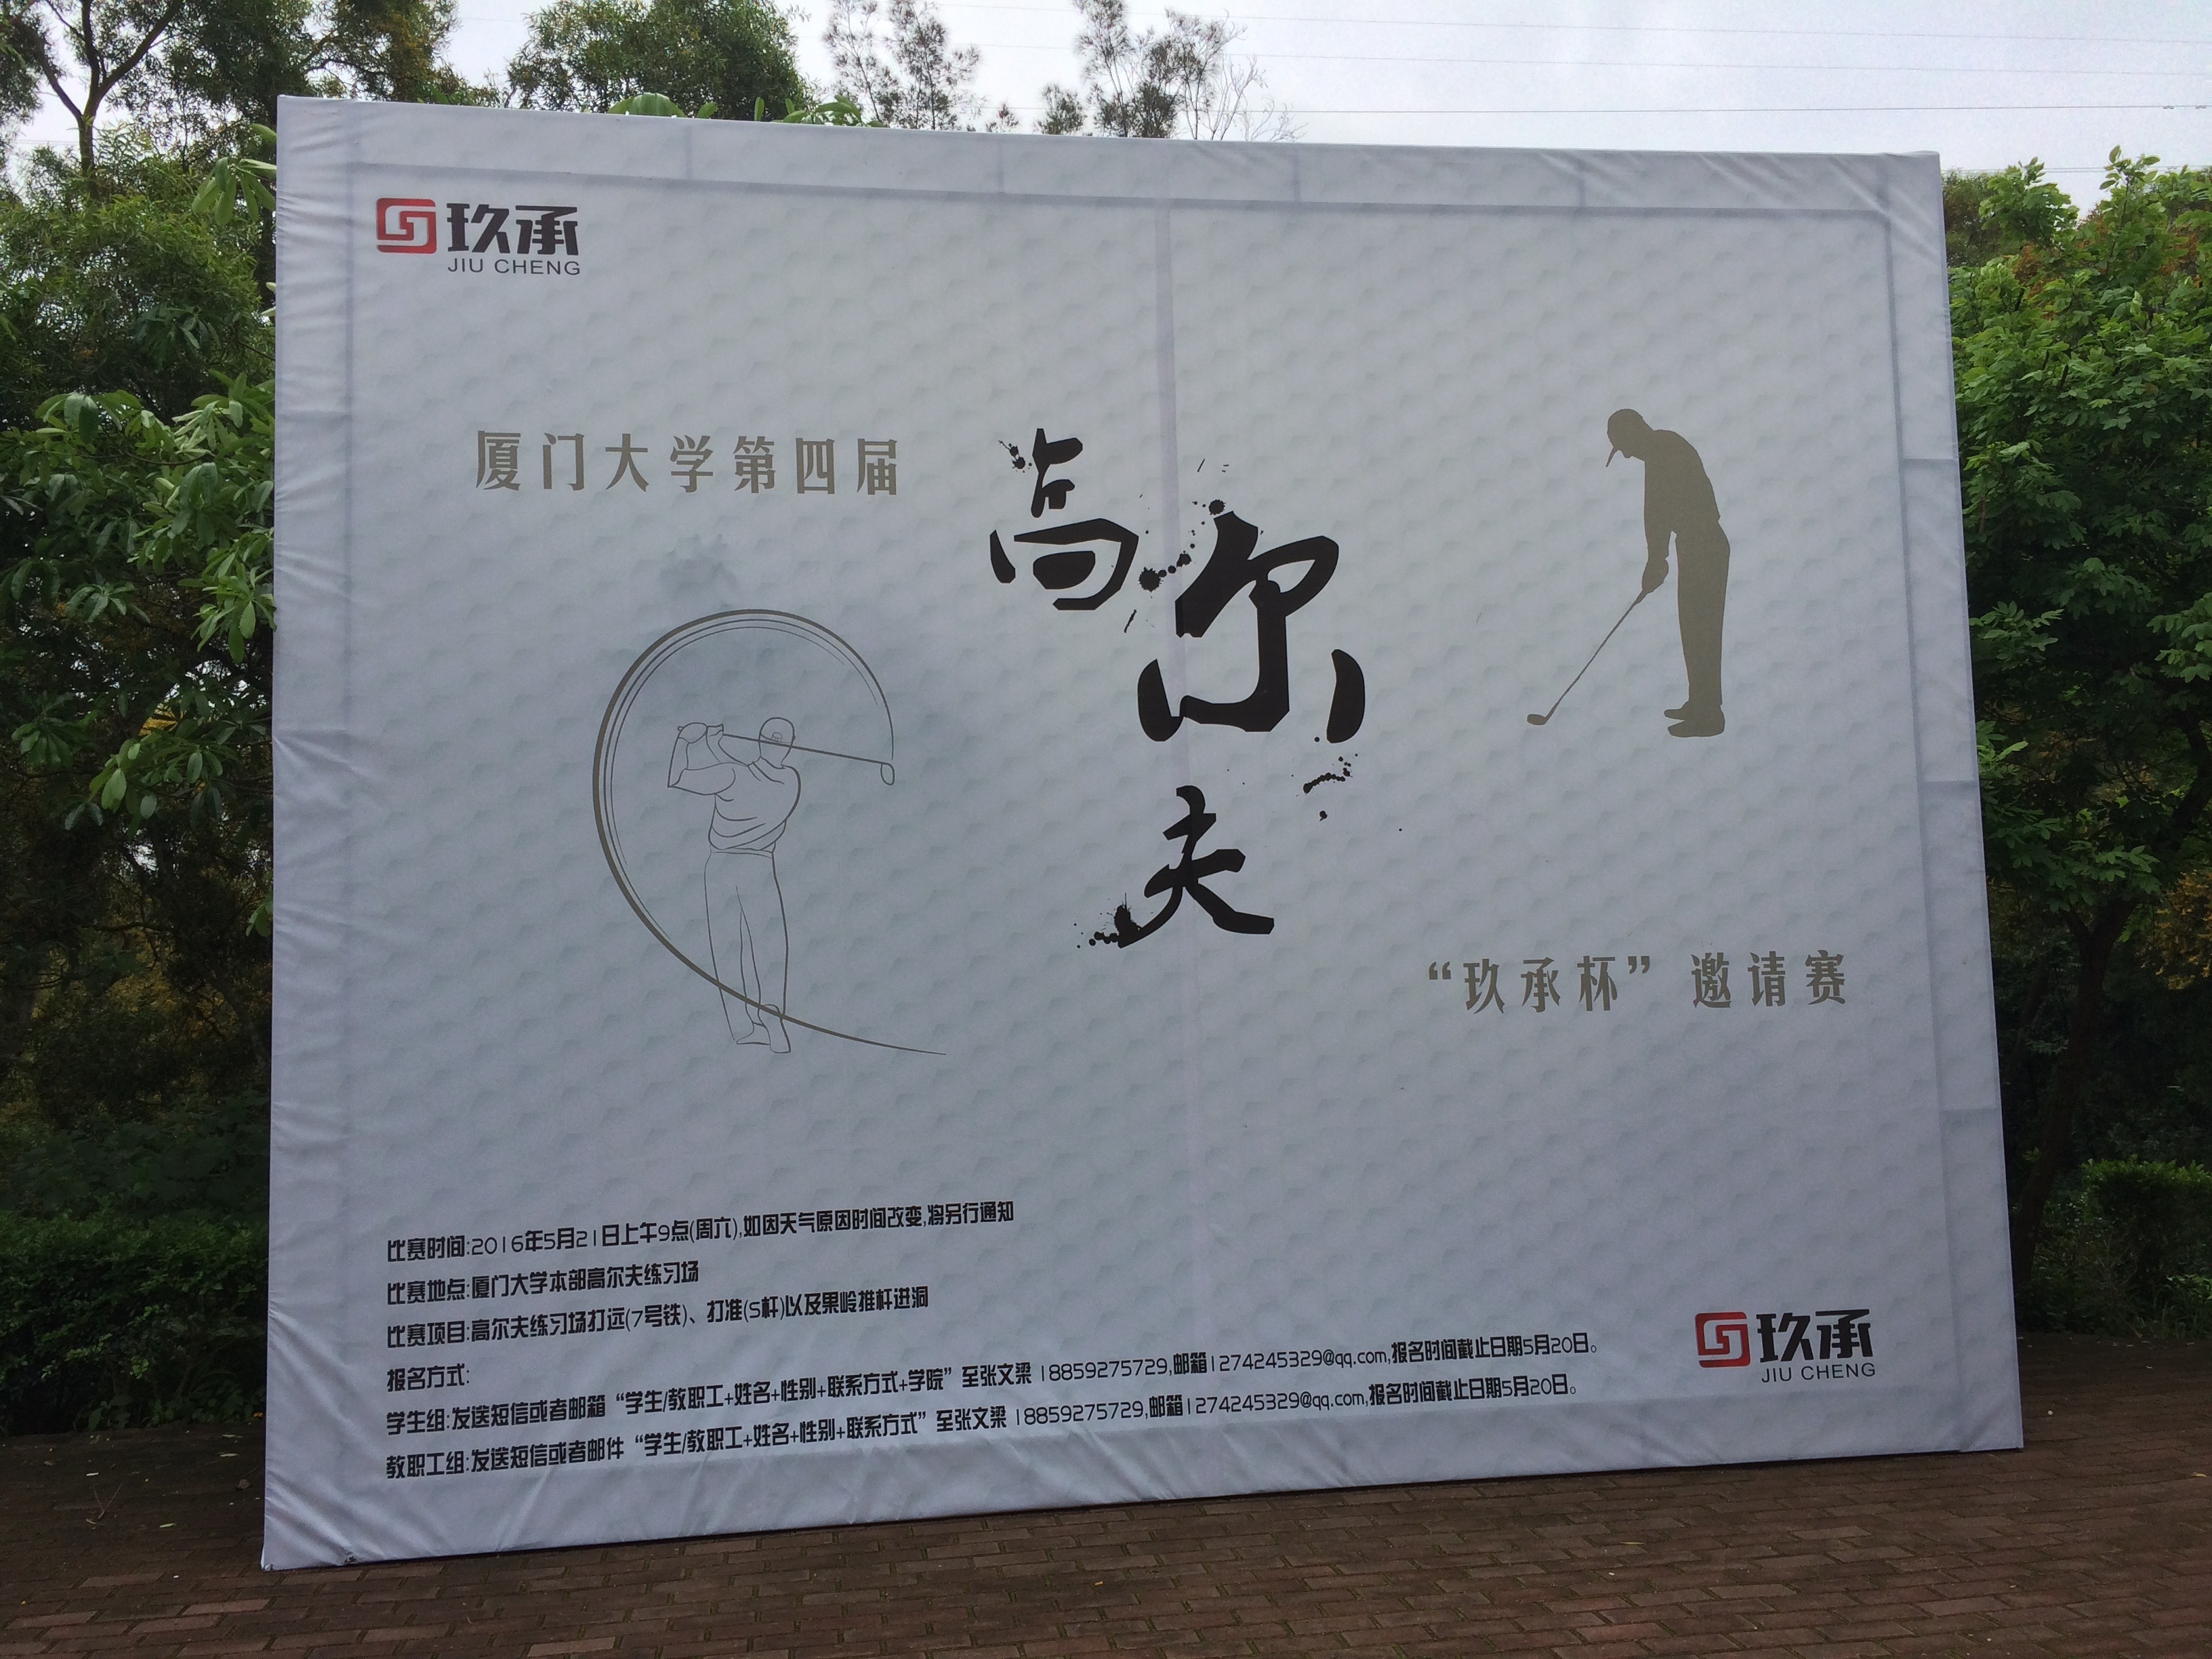 玖承
JIU CHENG
厦门大学第四届
高尔夫
“玖承杯”邀请赛
比赛时间:2016年5月21日上午9点(周六),如因天气原因时间改变,将另行通知
比赛地点:厦门大学本部高尔夫练习场
比赛项目:高尔夫练习场打远(7号铁)、打准(S杆)以及果岭推杆进洞
报名方式:
学生组:发送短信或者邮箱“学生/教职工+姓名+性别+联系方式+学院”至张文梁 18859275729,邮箱1274245329@qq.com,报名时间截止日期5月20日。
教职工组:发送短信或者邮件“学生/教职工+姓名+性别+联系方式”至张文梁 18859275729,邮箱1274245329@qq.com,报名时间截止日期5月20日。
玖承
JIU CHENG